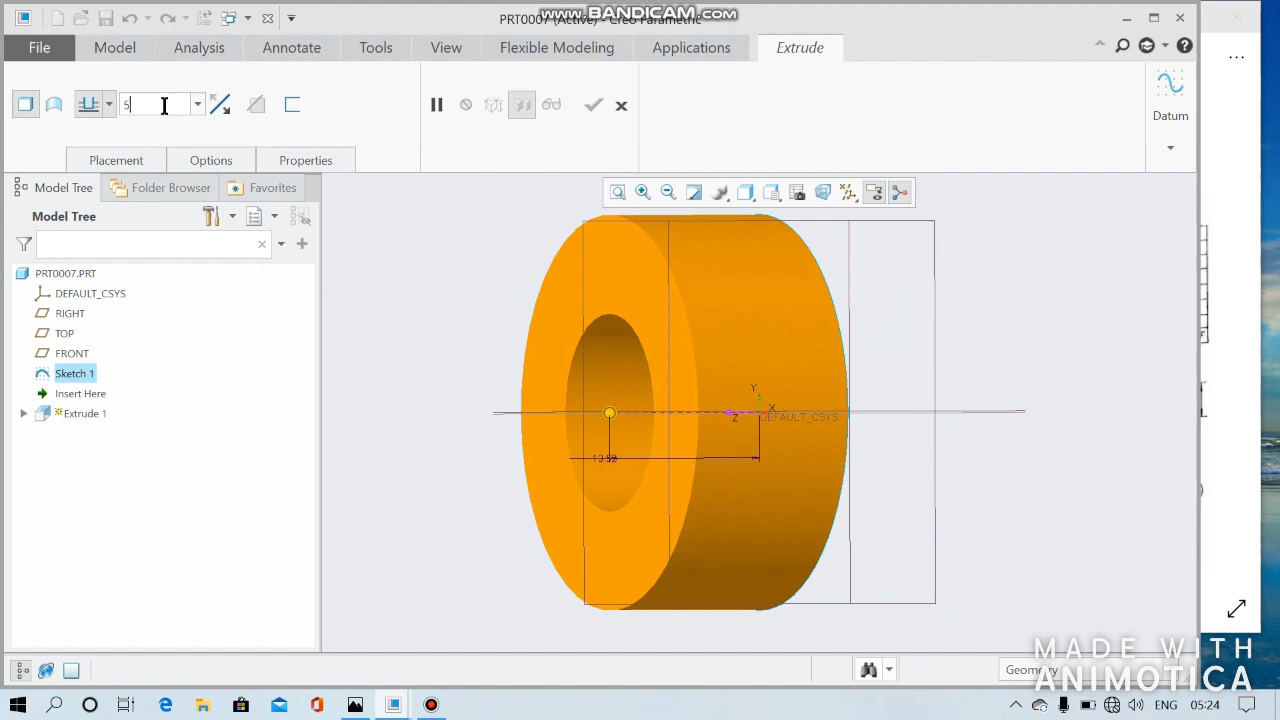 PRT0007 (Active) - Creo Parametric
www.BANDICAM.com
File
Model
Analysis
Annotate
Tools
View
Flexible Modeling
Applications
Extrude
5
Datum
Placement
Options
Properties
Model Tree
Folder Browser
Favorites
Model Tree
PRT0007.PRT
DEFAULT_CSYS
RIGHT
TOP
FRONT
Sketch 1
Insert Here
Extrude 1
Y
X
Z
DEFAULT_CSYS
13.52
Geometry
MADE WITH
ANIMOTICA
ENG
05:24